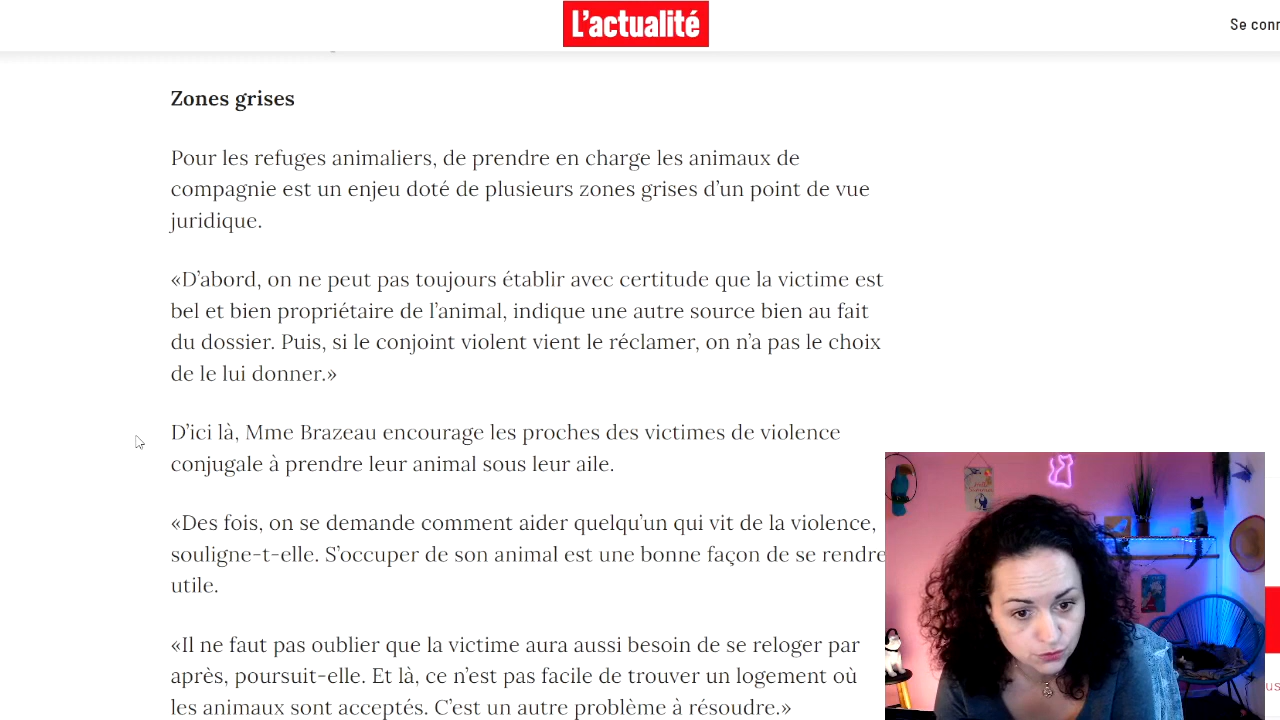 L'actualité
Se conn
Zones grises
Pour les refuges animaliers, de prendre en charge les animaux de
compagnie est un enjeu doté de plusieurs zones grises d’un point de vue
juridique.
«D’abord, on ne peut pas toujours établir avec certitude que la victime est
bel et bien propriétaire de l’animal, indique une autre source bien au fait
du dossier. Puis, si le conjoint violent vient le réclamer, on n’a pas le choix
de le lui donner.»
D’ici là, Mme Brazeau encourage les proches des victimes de violence
conjugale à prendre leur animal sous leur aile.
«Des fois, on se demande comment aider quelqu’un qui vit de la violence,
souligne-t-elle. S’occuper de son animal est une bonne façon de se rendre
utile.
«Il ne faut pas oublier que la victime aura aussi besoin de se reloger par
après, poursuit-elle. Et là, ce n’est pas facile de trouver un logement où
les animaux sont acceptés. C’est un autre problème à résoudre.»
us